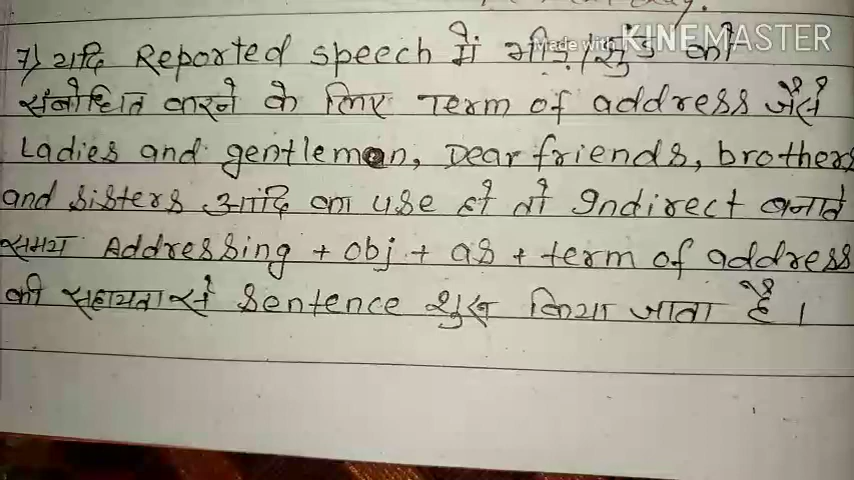 7) यदि Reported speech में भीड़/झुंड को
संबोधित करने के लिए Term of address जैसे
Ladies and gentleman, Dear friends, brothers
and sisters आदि का use हो तो Indirect बनाते
समय Addressing + obj + as + term of address
की सहायता से Sentence शुरू किया जाता है।
Made with KINEMASTER